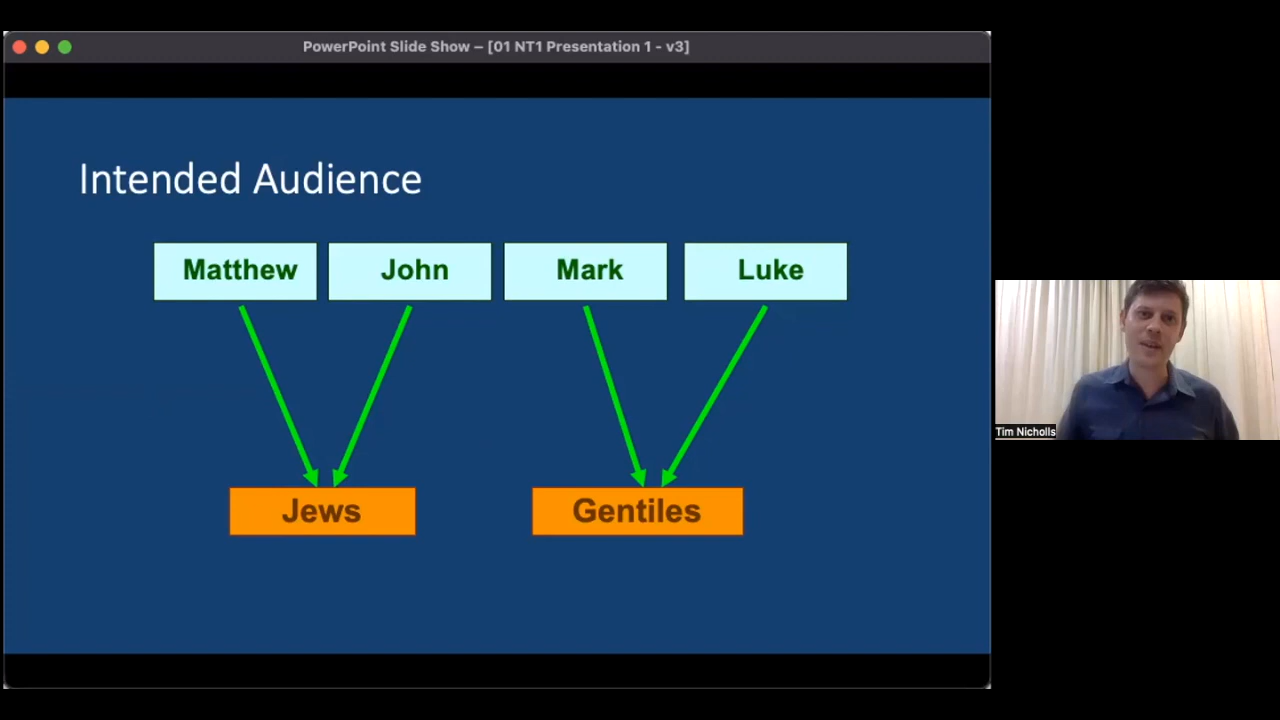 PowerPoint Slide Show – [01 NT1 Presentation 1 - v3]
Intended Audience
Matthew
John
Mark
Luke
Jews
Gentiles
Tim Nicholls